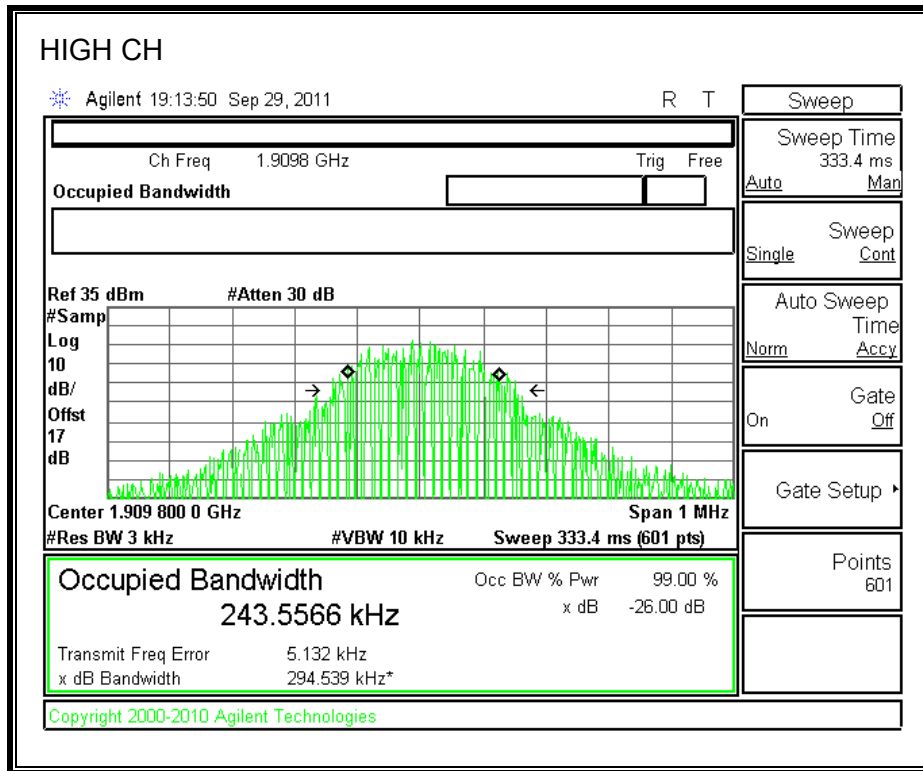 HIGH CH
Agilent 19:13:50 Sep 29, 2011 R T
Sweep
Ch Freq 1.9098 GHz Trig Free
Occupied Bandwidth
Sweep Time
333.4 ms
Auto Man
Sweep
Single Cont
Ref 35 dBm #Atten 30 dB
#Samp
Log
10
dB/
Offst
17
dB
Auto Sweep
Time
Norm Accy
Gate
On Off
Gate Setup
Center 1.909 800 0 GHz Span 1 MHz
#Res BW 3 kHz #VBW 10 kHz Sweep 333.4 ms (601 pts)
Points
601
Occupied Bandwidth Occ BW % Pwr 99.00 %
243.5566 kHz x dB -26.00 dB
Transmit Freq Error 5.132 kHz
x dB Bandwidth 294.539 kHz*
Copyright 2000-2010 Agilent Technologies